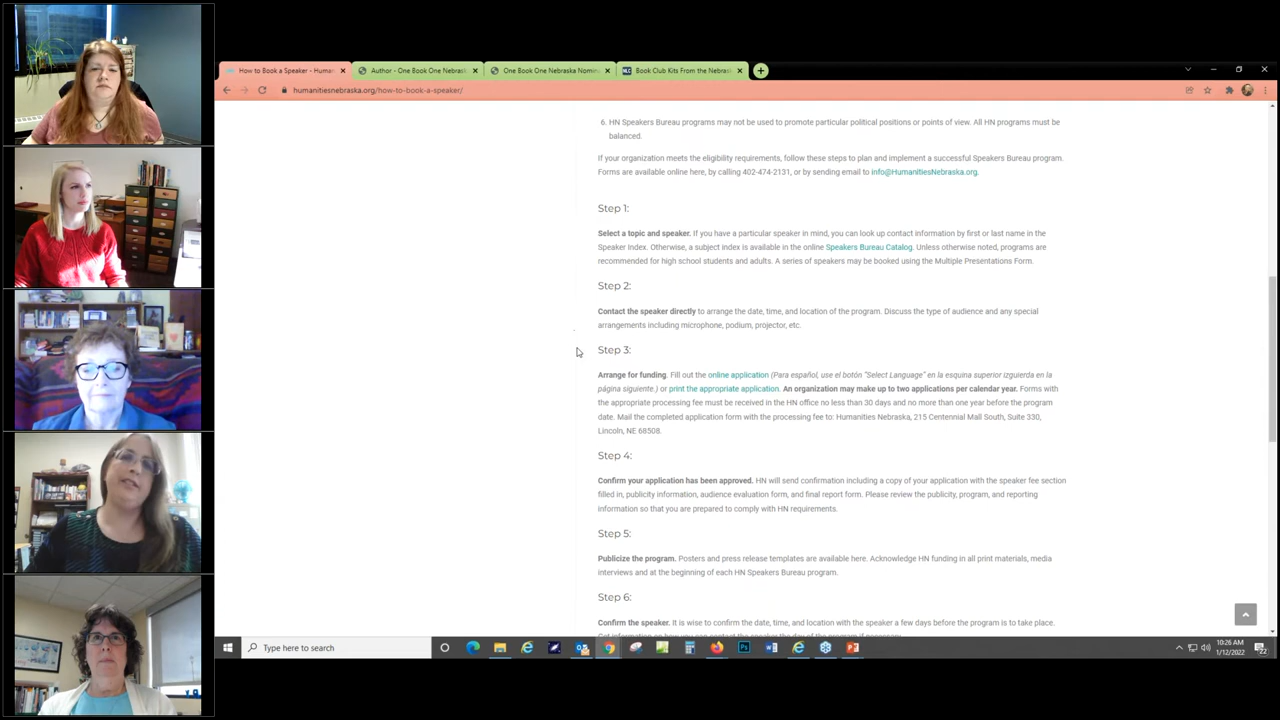 How to Book a Speaker - Human
Author - One Book One Nebrask
One Book One Nebraska Nomin
NLC Book Club Kits From the Nebras
humanitiesnebraska.org/how-to-book-a-speaker/
6. HN Speakers Bureau programs may not be used to promote particular political positions or points of view. All HN programs must be
balanced.
If your organization meets the eligibility requirements, follow these steps to plan and implement a successful Speakers Bureau program.
Forms are available online here, by calling 402-474-2131, or by sending email to info@HumanitiesNebraska.org.
Step 1:
Select a topic and speaker. If you have a particular speaker in mind, you can look up contact information by first or last name in the
Speaker Index. Otherwise, a subject index is available in the online Speakers Bureau Catalog. Unless otherwise noted, programs are
recommended for high school students and adults. A series of speakers may be booked using the Multiple Presentations Form.
Step 2:
Contact the speaker directly to arrange the date, time, and location of the program. Discuss the type of audience and any special
arrangements including microphone, podium, projector, etc.
Step 3:
Arrange for funding. Fill out the online application (Para español, use el botón “Select Language” en la esquina superior izquierda en la
página siguiente.) or print the appropriate application. An organization may make up to two applications per calendar year. Forms with
the appropriate processing fee must be received in the HN office no less than 30 days and no more than one year before the program
date. Mail the completed application form with the processing fee to: Humanities Nebraska, 215 Centennial Mall South, Suite 330,
Lincoln, NE 68508.
Step 4:
Confirm your application has been approved. HN will send confirmation including a copy of your application with the speaker fee section
filled in, publicity information, audience evaluation form, and final report form. Please review the publicity, program, and reporting
information so that you are prepared to comply with HN requirements.
Step 5:
Publicize the program. Posters and press release templates are available here. Acknowledge HN funding in all print materials, media
interviews and at the beginning of each HN Speakers Bureau program.
Step 6:
Confirm the speaker. It is wise to confirm the date, time, and location with the speaker a few days before the program is to take place.
Get information on how you can contact the speaker the day of the program if necessary.
Type here to search
10:26 AM
1/12/2022